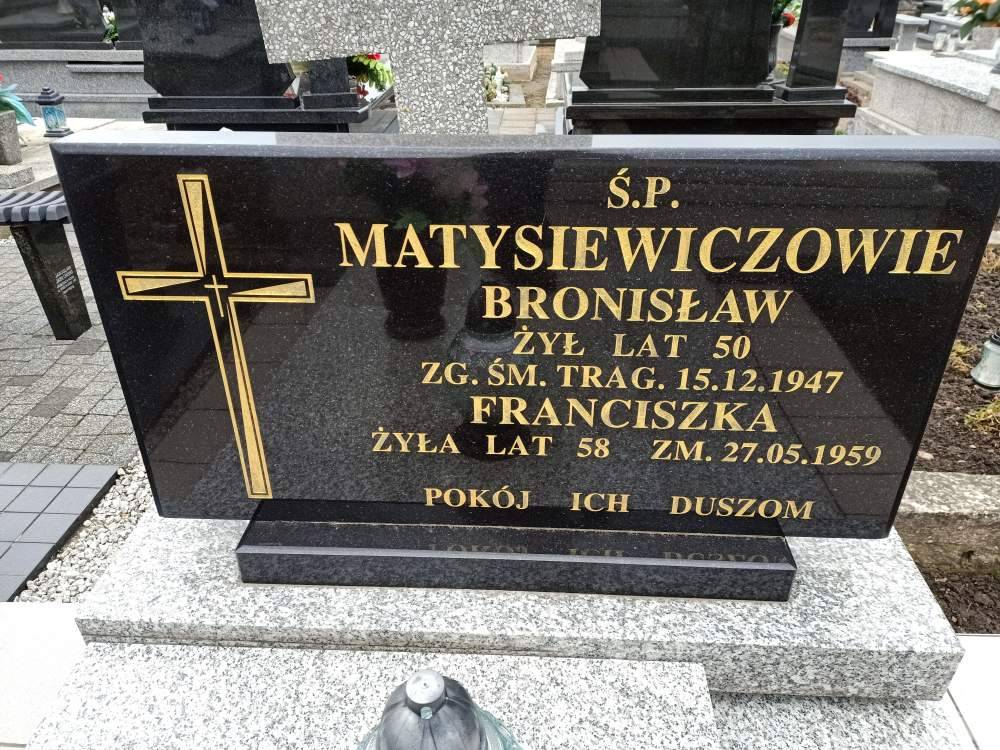 Ś.P.
MATYSIEWICZOWIE
BRONISŁAW
ŻYŁ LAT 50
ZG. ŚM. TRAG. 15.12.1947
FRANCISZKA
ŻYŁA LAT 58 ZM. 27.05.1959
POKÓJ ICH DUSZOM